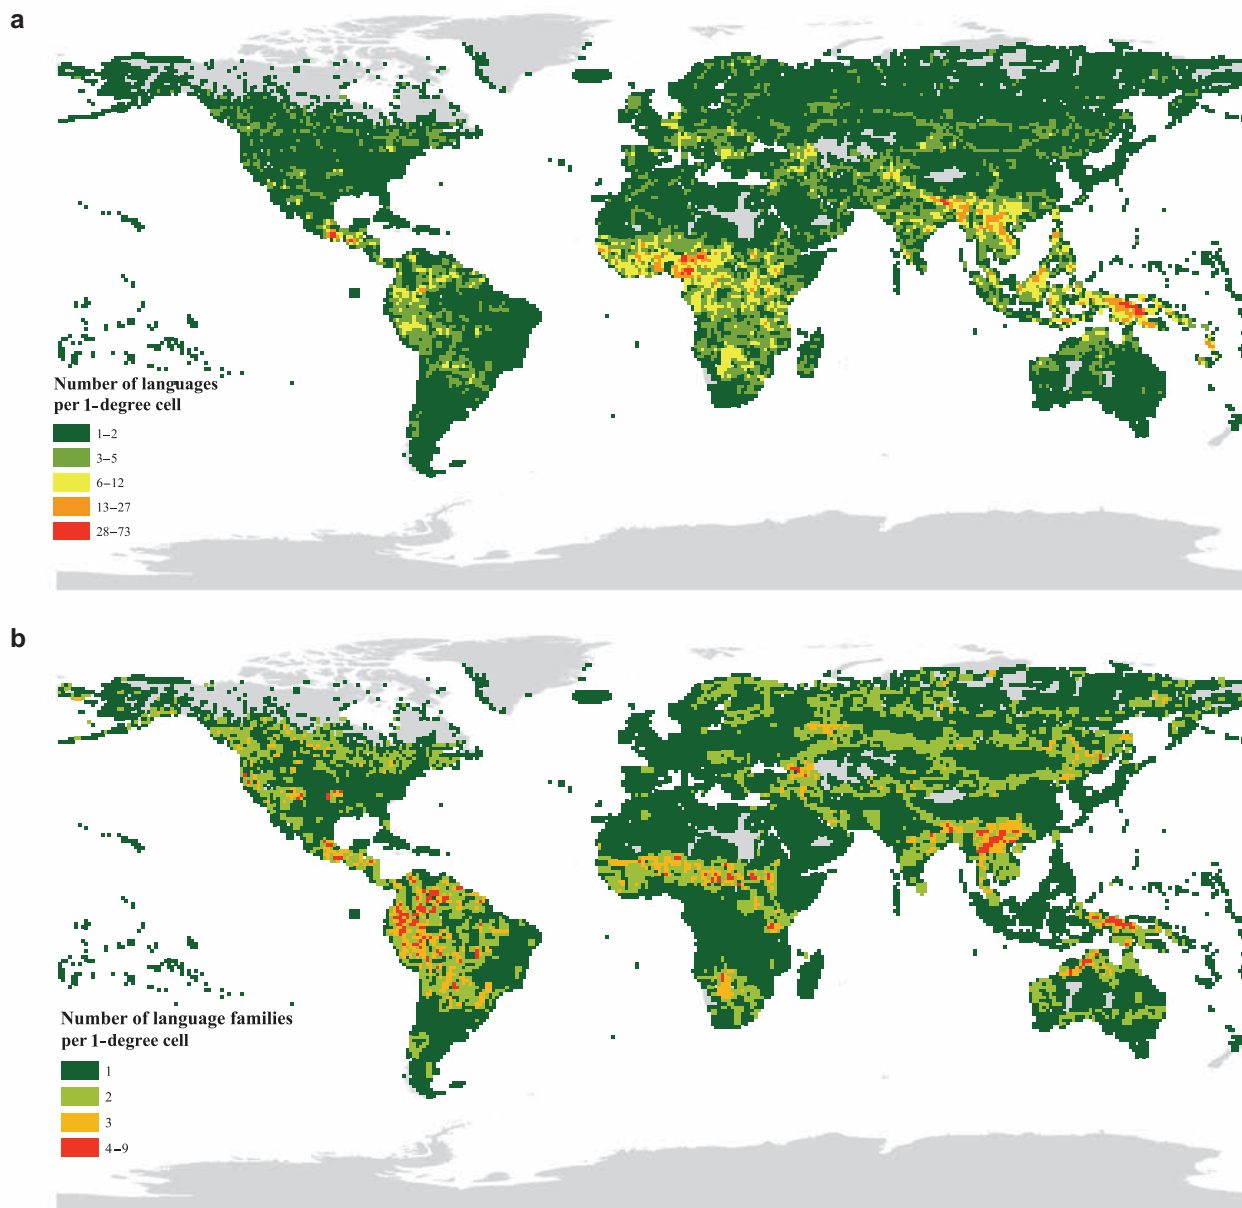 a
Number of languages
per 1-degree cell
1–2
3–5
6–12
13–27
28–73
b
Number of language families
per 1-degree cell
1
2
3
4–9